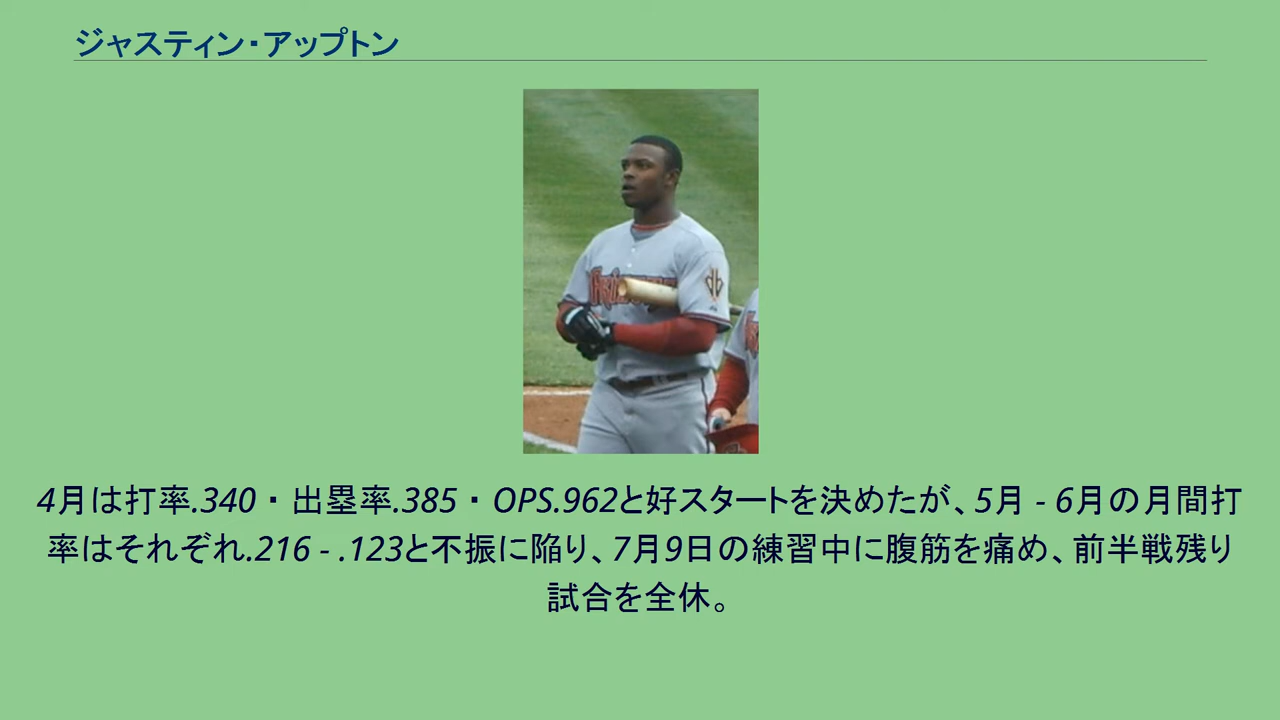 ジャスティン・アップトン
4月は打率.340・出塁率.385・OPS.962と好スタートを決めたが、5月 - 6月の月間打
率はそれぞれ.216 - .123と不振に陥り、7月9日の練習中に腹筋を痛め、前半戦残り
試合を全休。